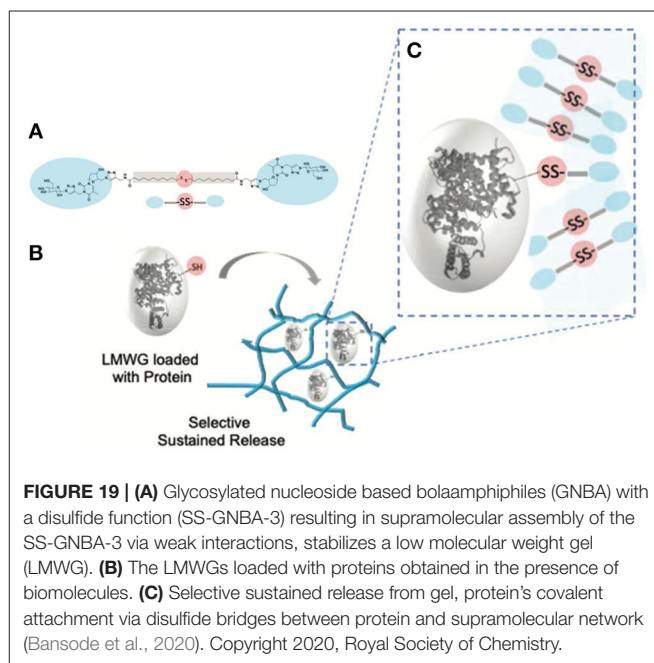 A
B
SH
LMWG loaded
with Protein
Selective
Sustained Release
C
-SS-
-SS-
-SS-
-SS-
SS-
-SS-
-SS-
FIGURE 19 | (A) Glycosylated nucleoside based bolaamphiphiles (GNBA) with
a disulfide function (SS-GNBA-3) resulting in supramolecular assembly of the
SS-GNBA-3 via weak interactions, stabilizes a low molecular weight gel
(LMWG). (B) The LMWGs loaded with proteins obtained in the presence of
biomolecules. (C) Selective sustained release from gel, protein's covalent
attachment via disulfide bridges between protein and supramolecular network
(Bansode et al., 2020). Copyright 2020, Royal Society of Chemistry.